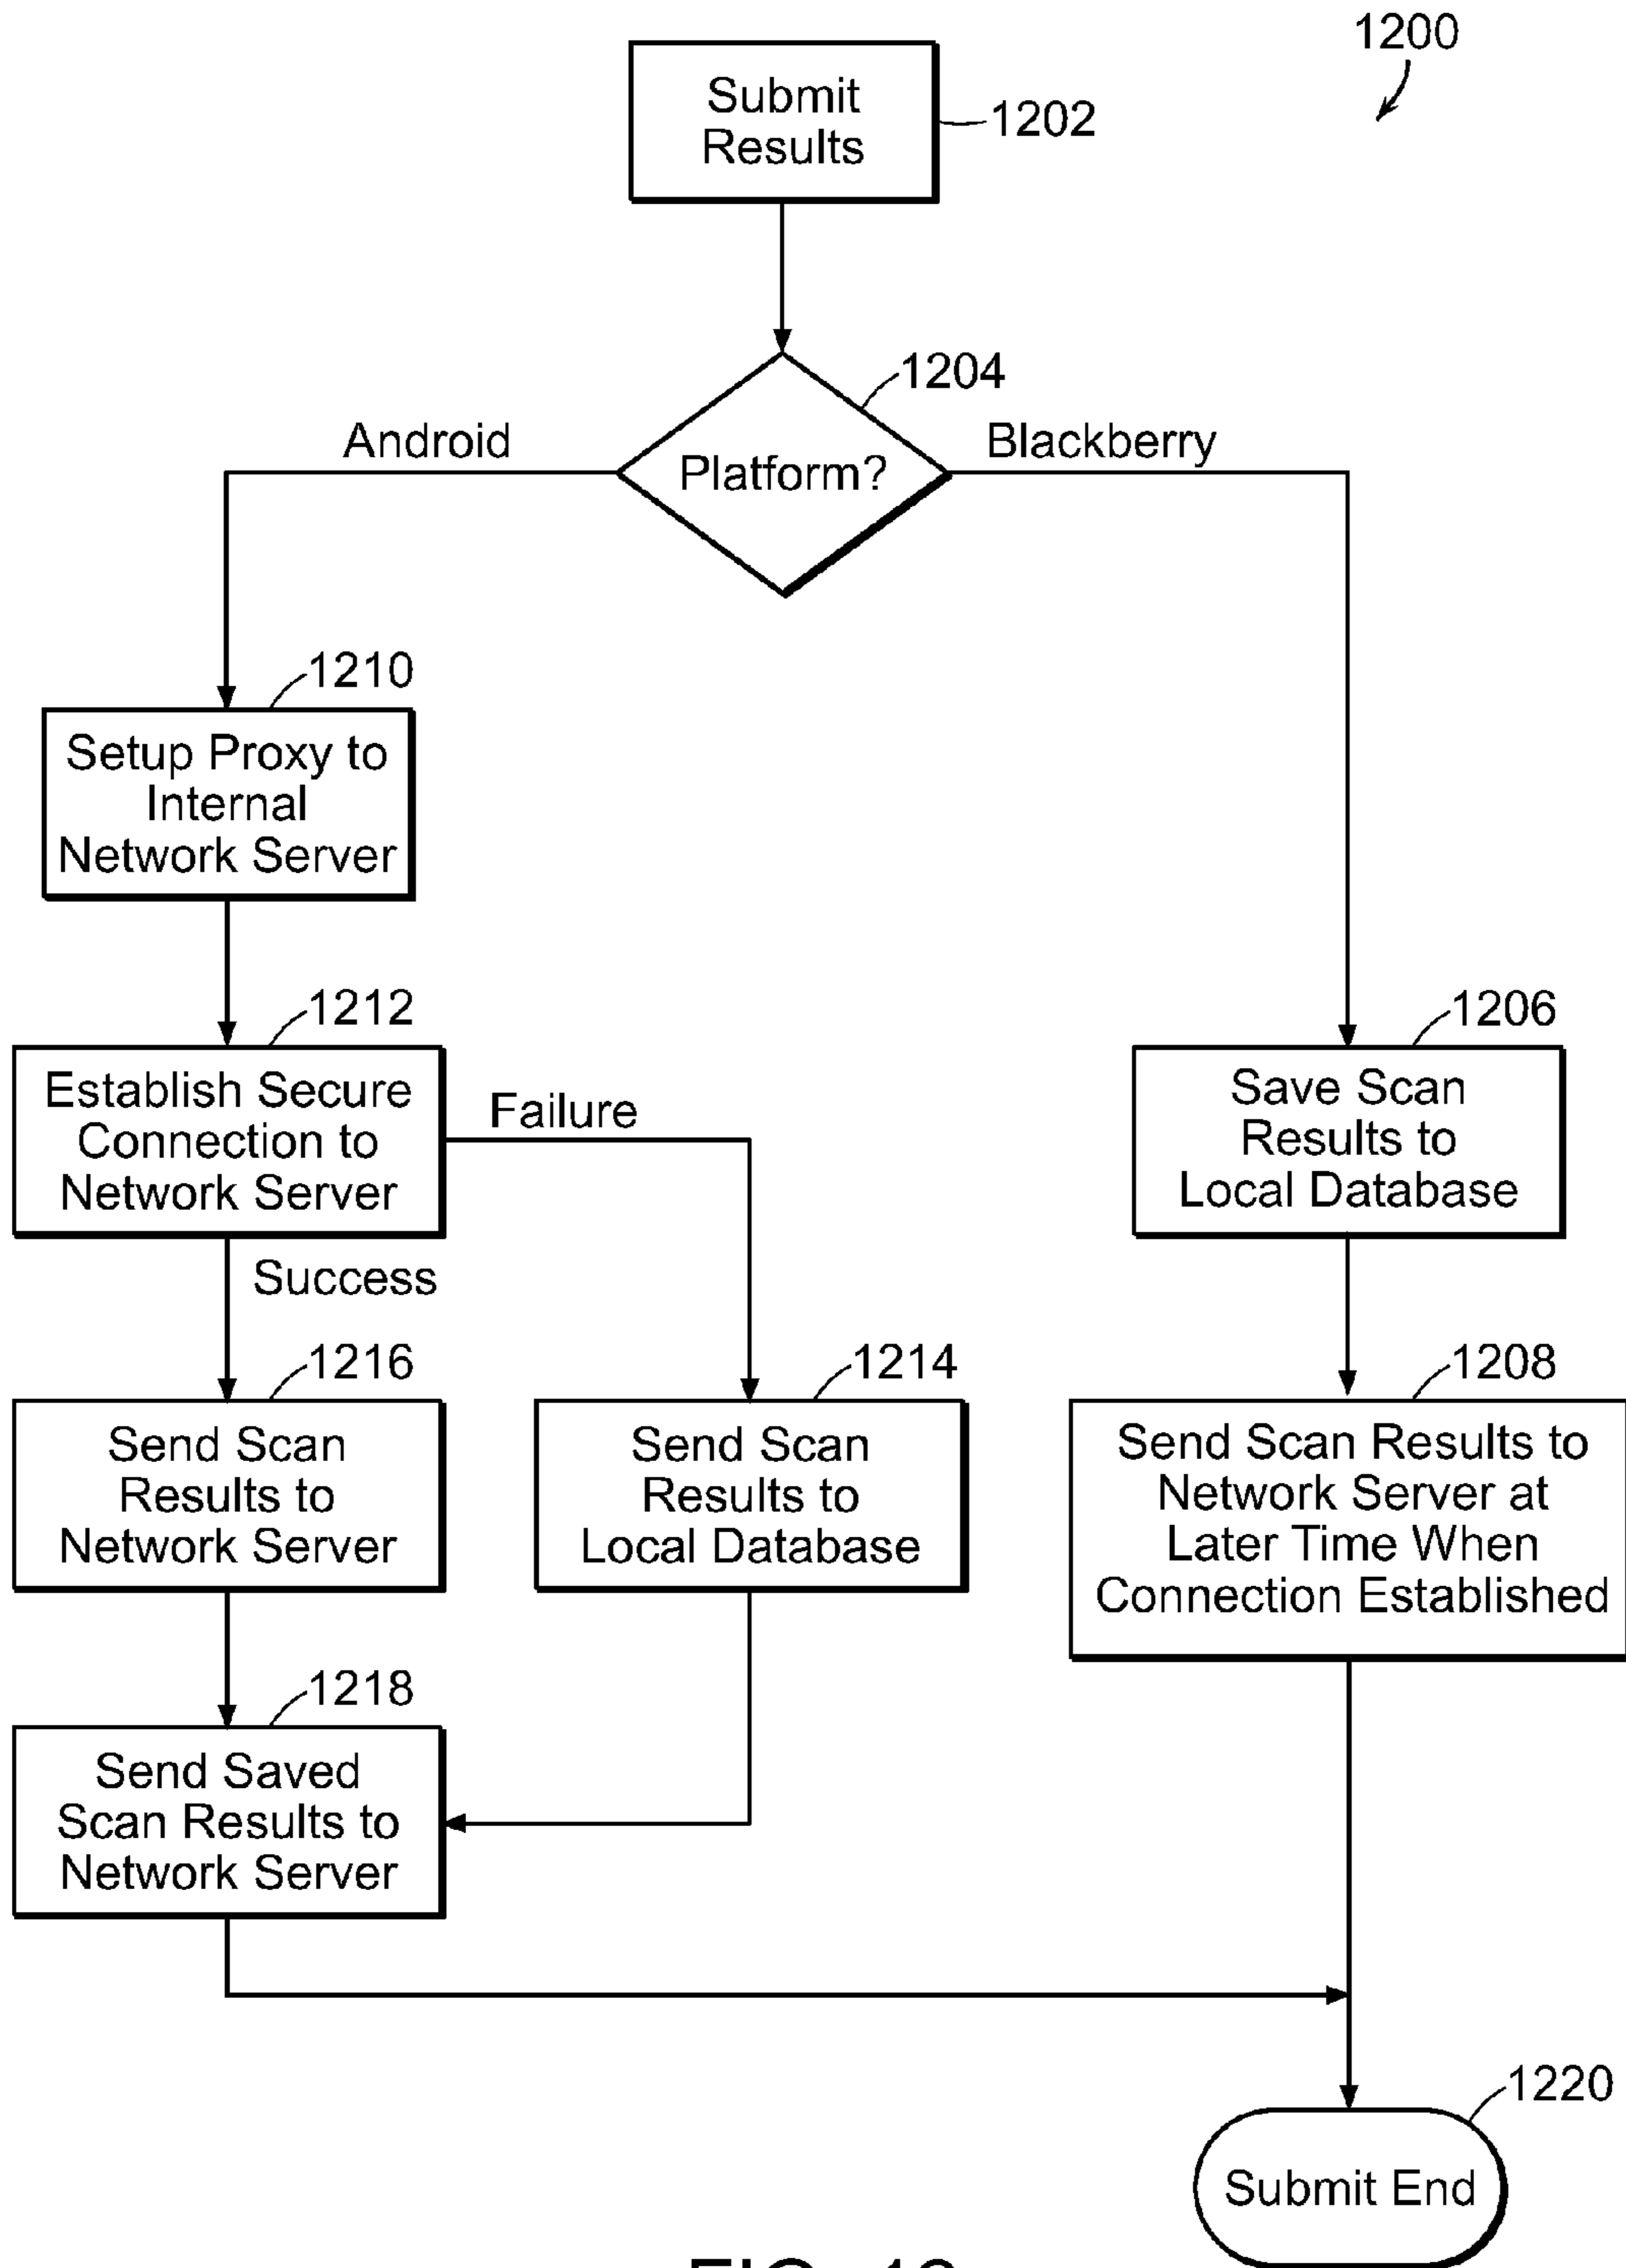 1200
Submit
Results
1202
1204
Platform?
Android
Blackberry
1210
Setup Proxy to
Internal
Network Server
1212
Establish Secure
Connection to
Network Server
Failure
Success
1206
Save Scan
Results to
Local Database
1216
Send Scan
Results to
Network Server
1214
Send Scan
Results to
Local Database
1208
Send Scan Results to
Network Server at
Later Time When
Connection Established
1218
Send Saved
Scan Results to
Network Server
1220
Submit End